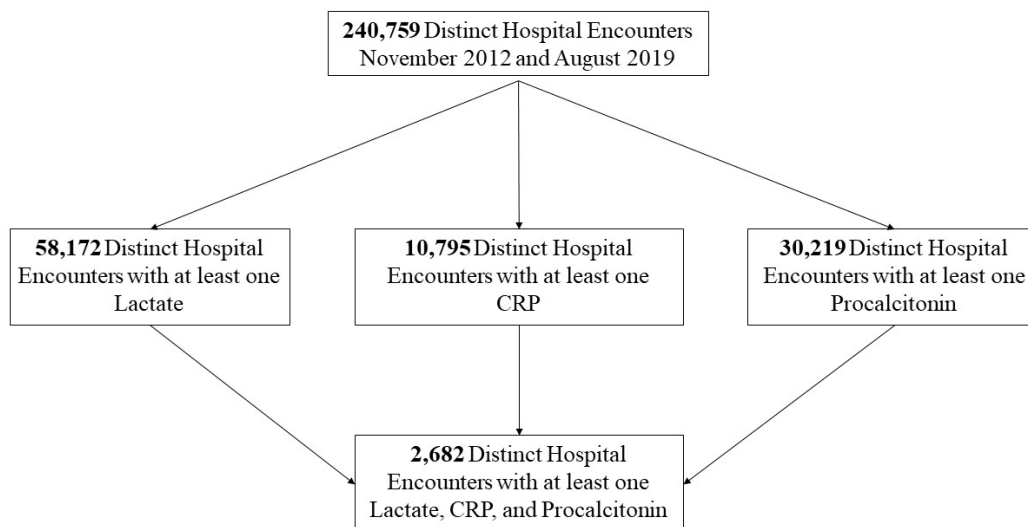 240,759 Distinct Hospital Encounters
November 2012 and August 2019
58,172 Distinct Hospital
Encounters with at least one
Lactate
10,795 Distinct Hospital
Encounters with at least one
CRP
30,219 Distinct Hospital
Encounters with at least one
Procalcitonin
2,682 Distinct Hospital
Encounters with at least one
Lactate, CRP, and Procalcitonin